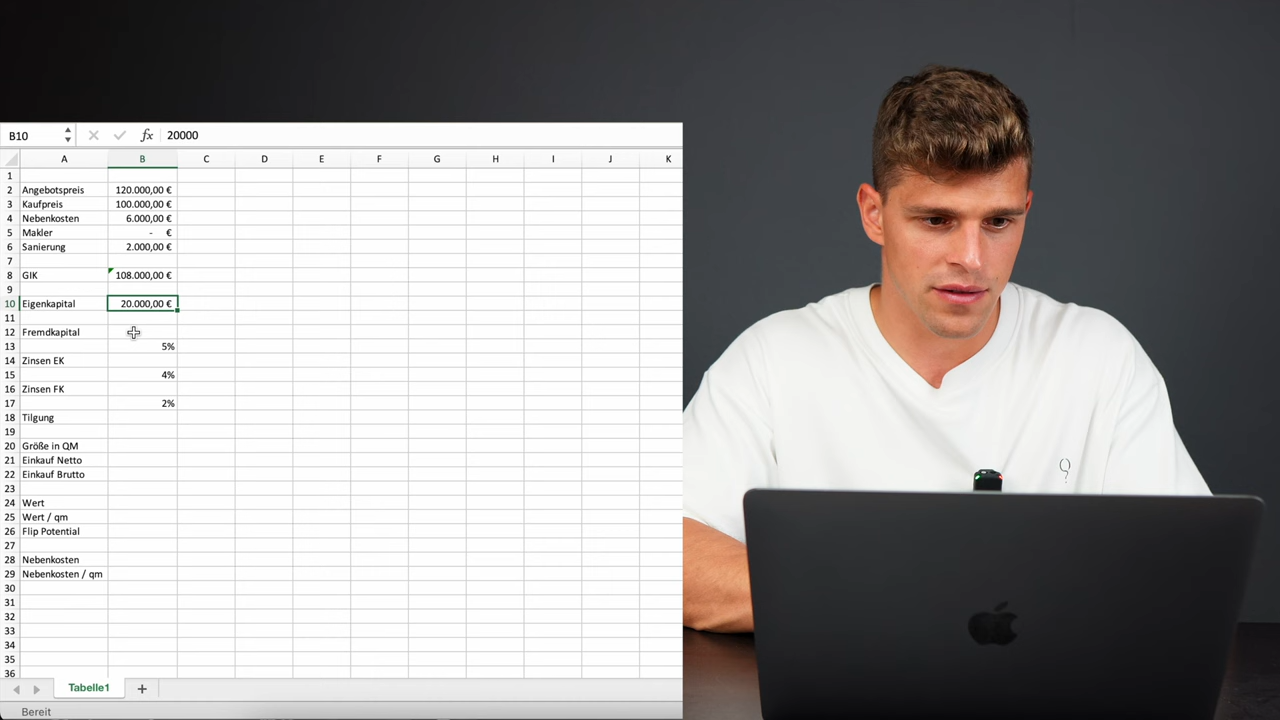 B10 fx 20000
A B C D E F G H I J K
1
2 Angebotspreis 120.000,00 €
3 Kaufpreis 100.000,00 €
4 Nebenkosten 6.000,00 €
5 Makler - €
6 Sanierung 2.000,00 €
7
8 GIK 108.000,00 €
9
10 Eigenkapital 20.000,00 €
11
12 Fremdkapital
13 5%
14 Zinsen EK
15 4%
16 Zinsen FK
17 2%
18 Tilgung
19
20 Größe in QM
21 Einkauf Netto
22 Einkauf Brutto
23
24 Wert
25 Wert / qm
26 Flip Potential
27
28 Nebenkosten
29 Nebenkosten / qm
30
31
32
33
34
35
36
Tabelle1 +
Bereit